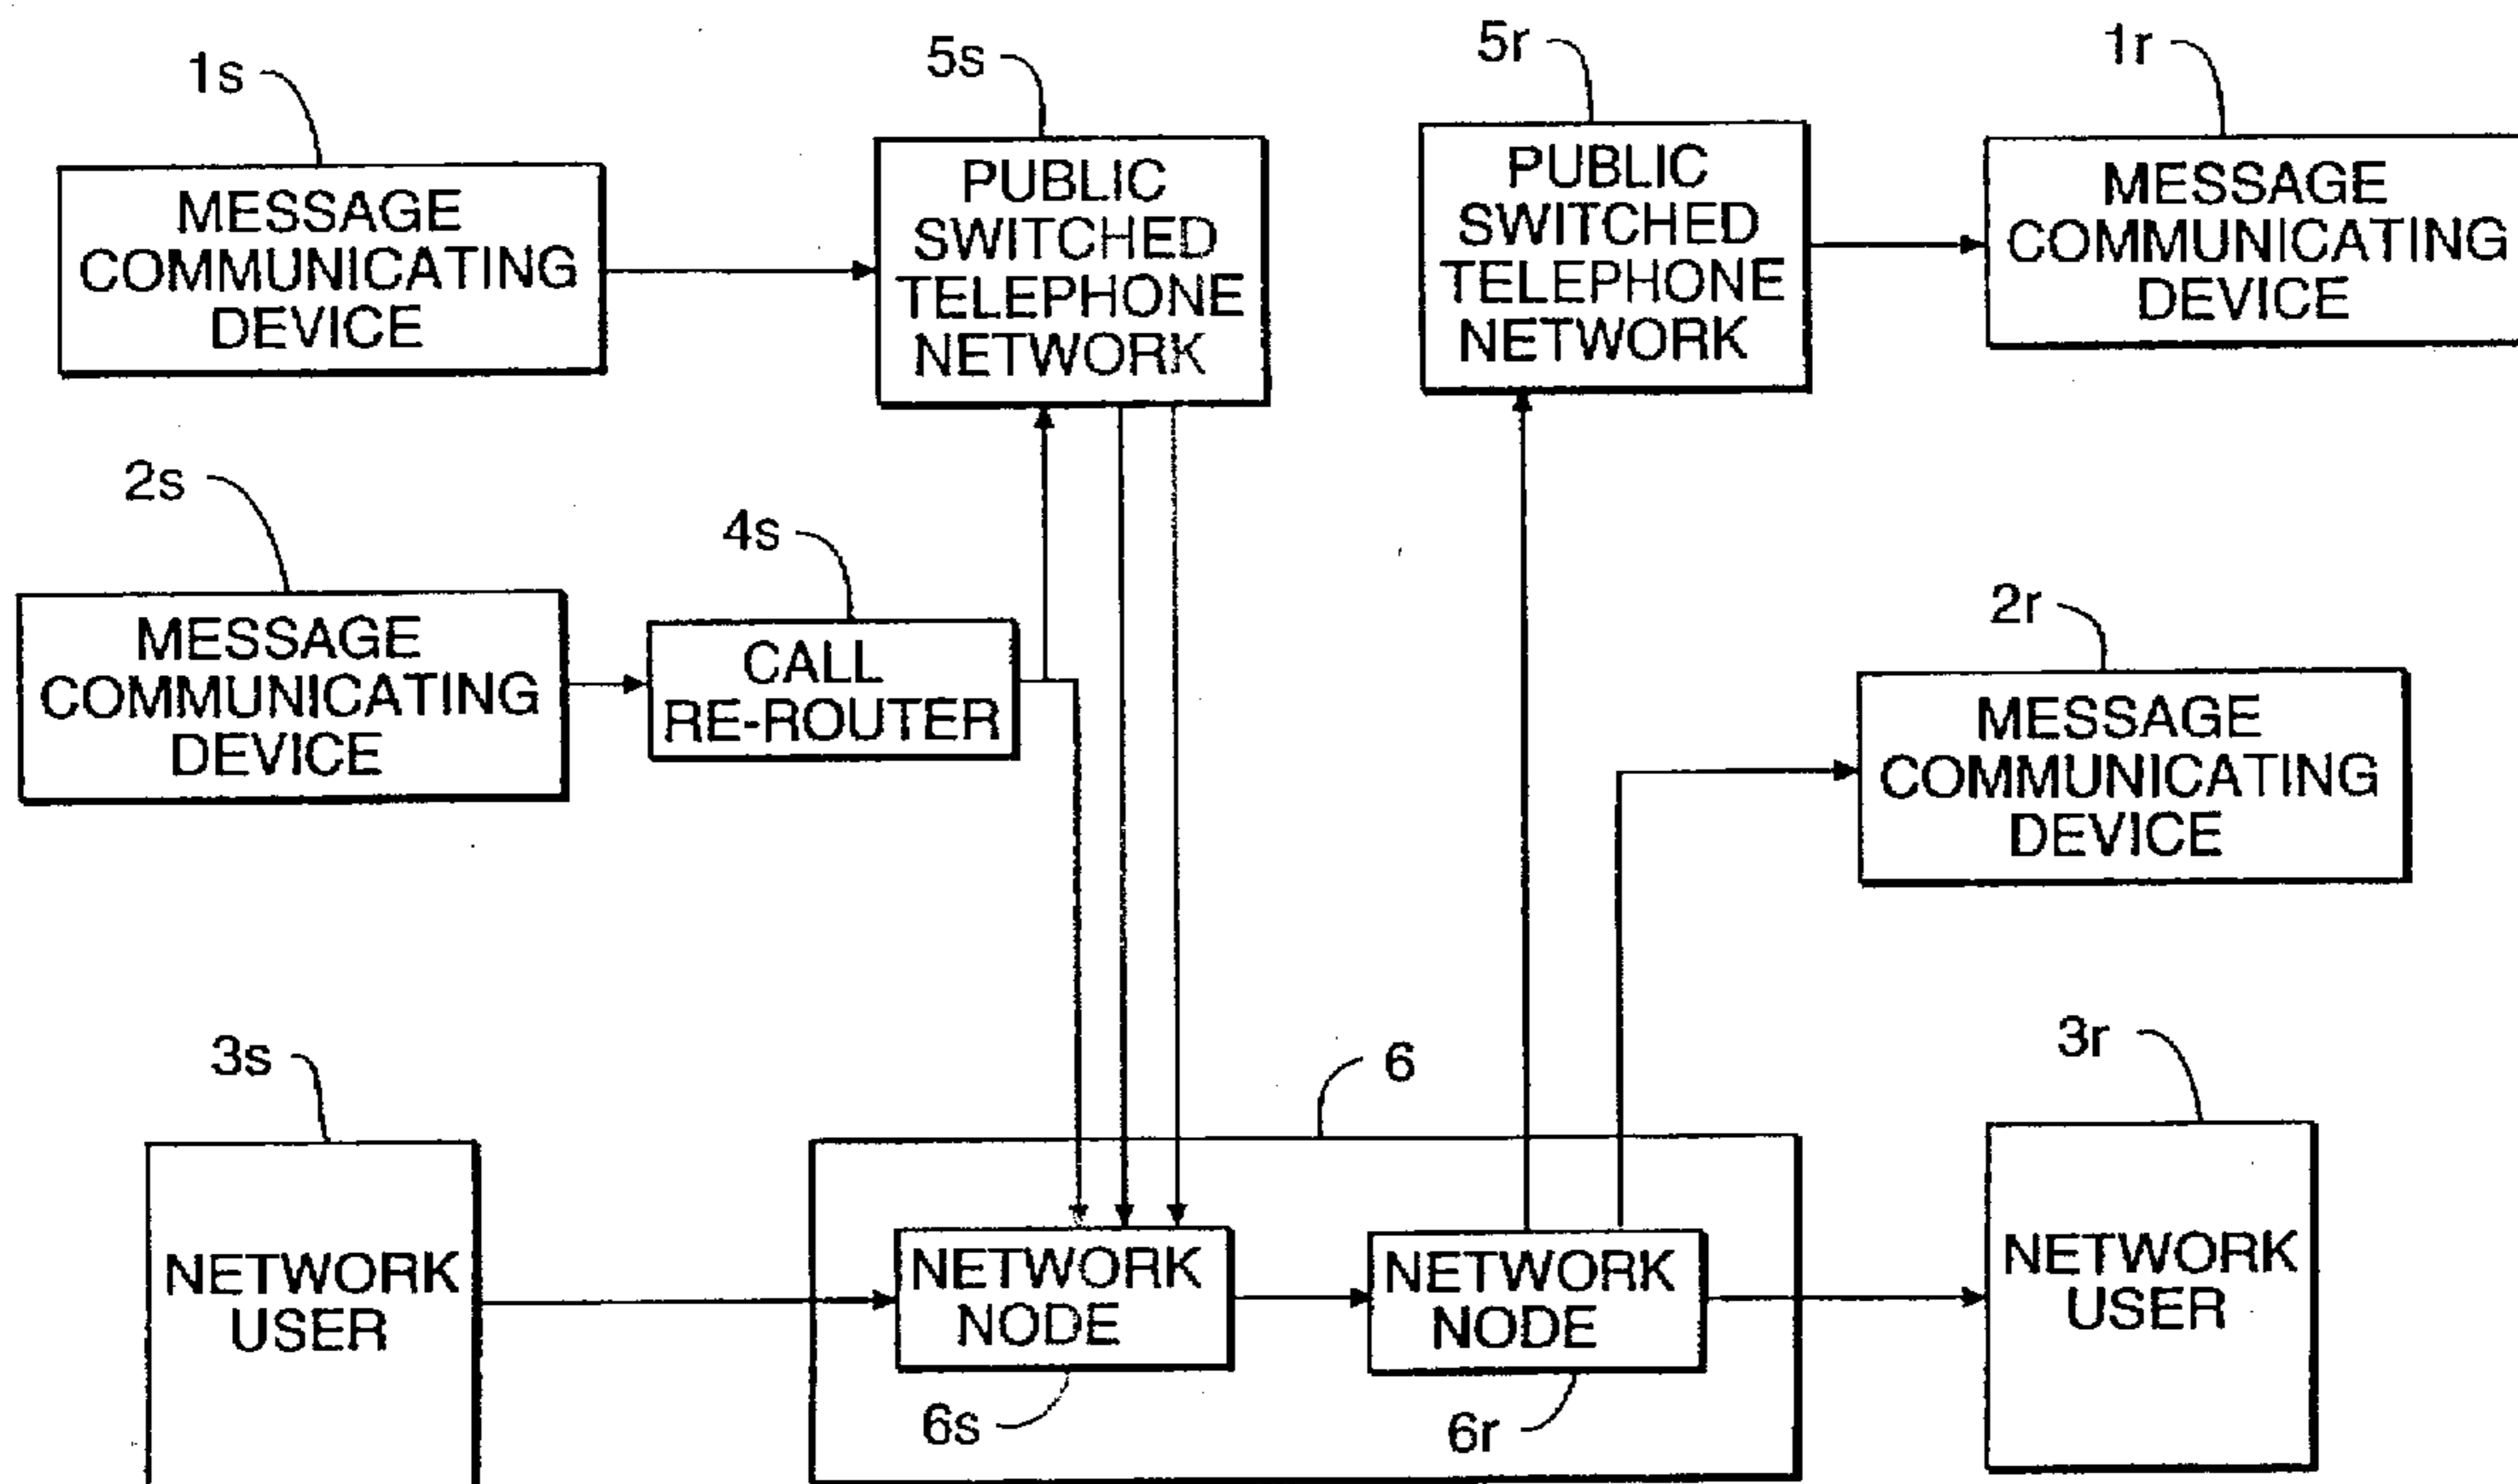 1s
5s
5r
1r
MESSAGE
COMMUNICATING
DEVICE
PUBLIC
SWITCHED
TELEPHONE
NETWORK
PUBLIC
SWITCHED
TELEPHONE
NETWORK
MESSAGE
COMMUNICATING
DEVICE
2s
4s
2r
MESSAGE
COMMUNICATING
DEVICE
CALL
RE-ROUTER
MESSAGE
COMMUNICATING
DEVICE
3s
6
3r
NETWORK
USER
NETWORK
NODE
NETWORK
NODE
NETWORK
USER
6s
6r